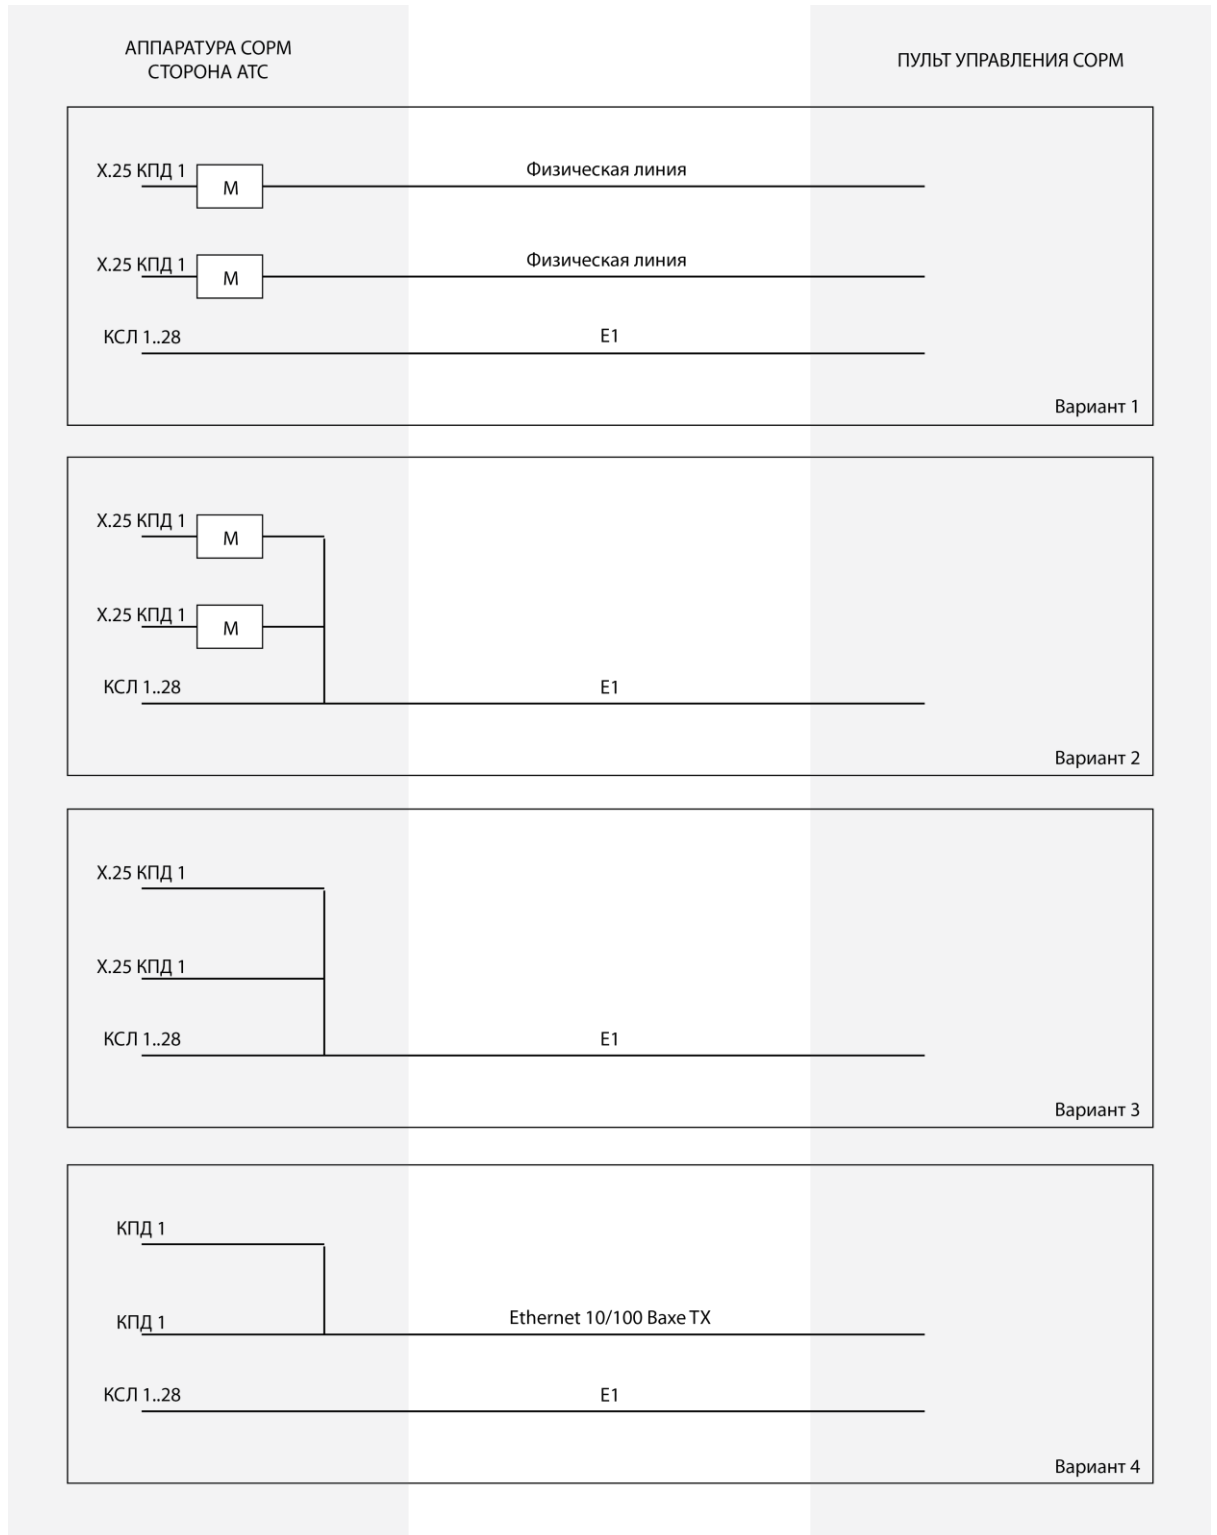 АППАРАТУРА СОРМ
СТОРОНА АТС
ПУЛЬТ УПРАВЛЕНИЯ СОРМ
X.25 КПД 1
М
Физическая линия
X.25 КПД 1
М
Физическая линия
КСЛ 1..28
E1
Вариант 1
X.25 КПД 1
М
X.25 КПД 1
М
КСЛ 1..28
E1
Вариант 2
X.25 КПД 1
X.25 КПД 1
КСЛ 1..28
E1
Вариант 3
КПД 1
КПД 1
Ethernet 10/100 Baxe TX
КСЛ 1..28
E1
Вариант 4